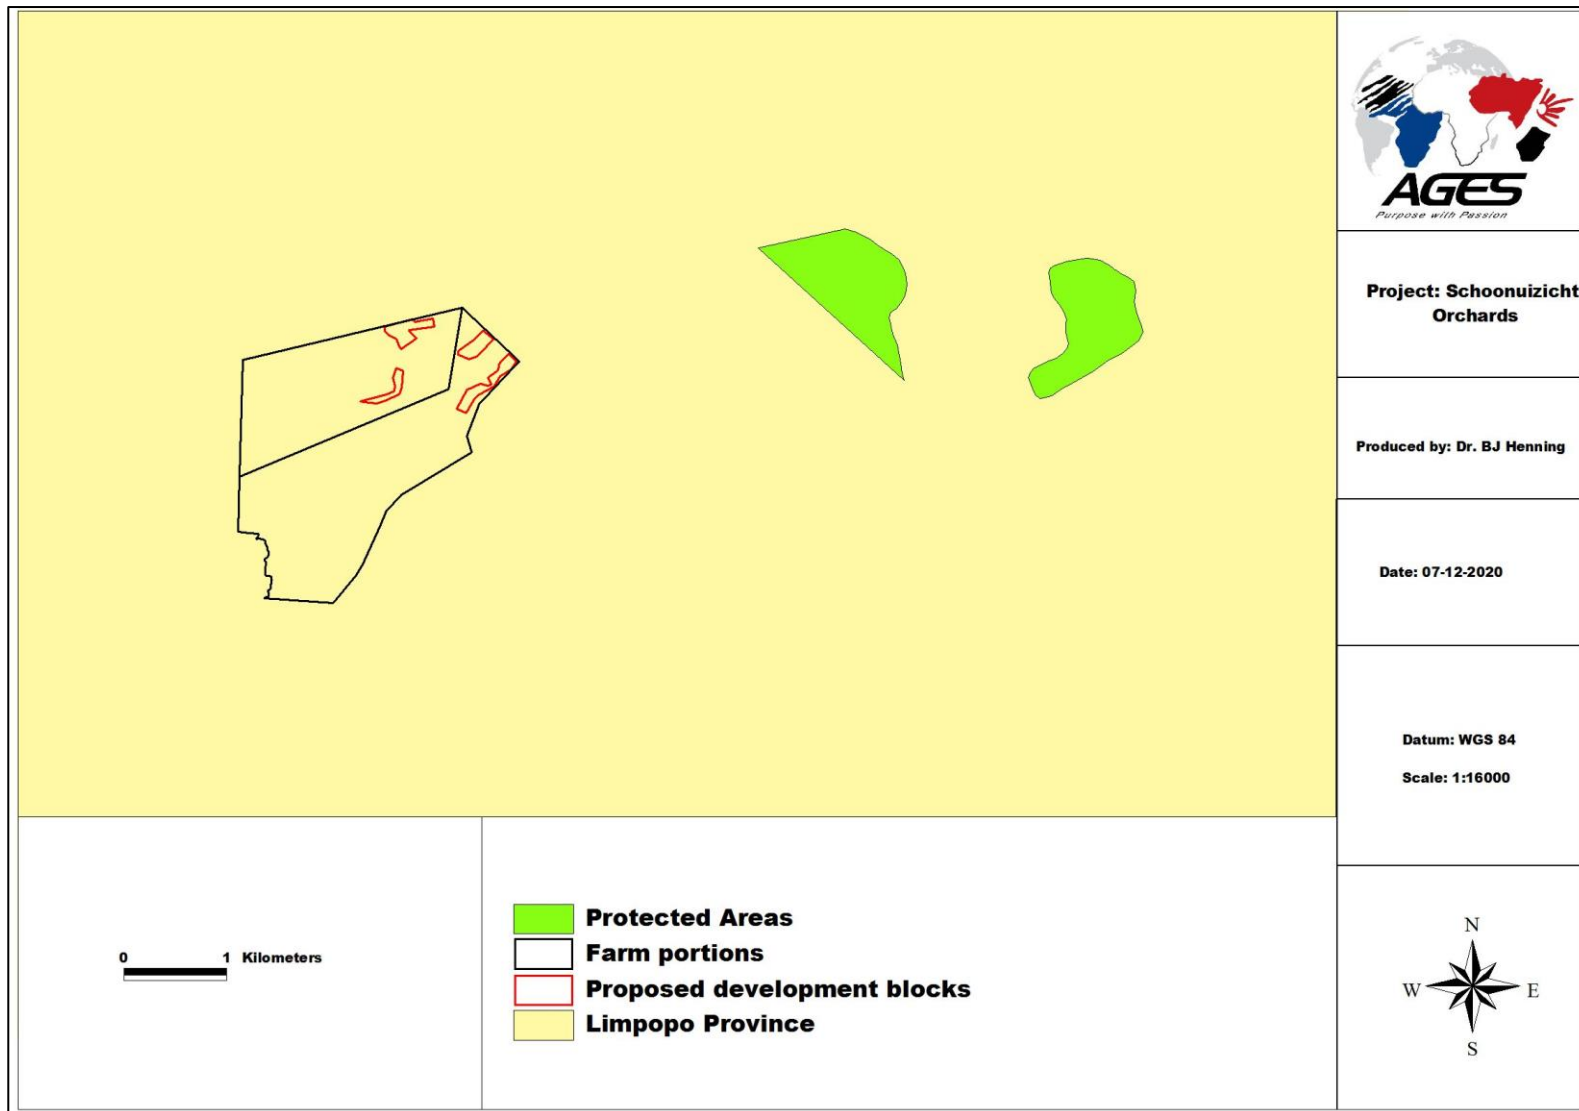 AGES
Purpose with Passion
Project: Schoonuizicht
Orchards
Produced by: Dr. BJ Henning
Date: 07-12-2020
Datum: WGS 84
Scale: 1:16000
0 1 Kilometers
Protected Areas
Farm portions
Proposed development blocks
Limpopo Province
N
W E
S